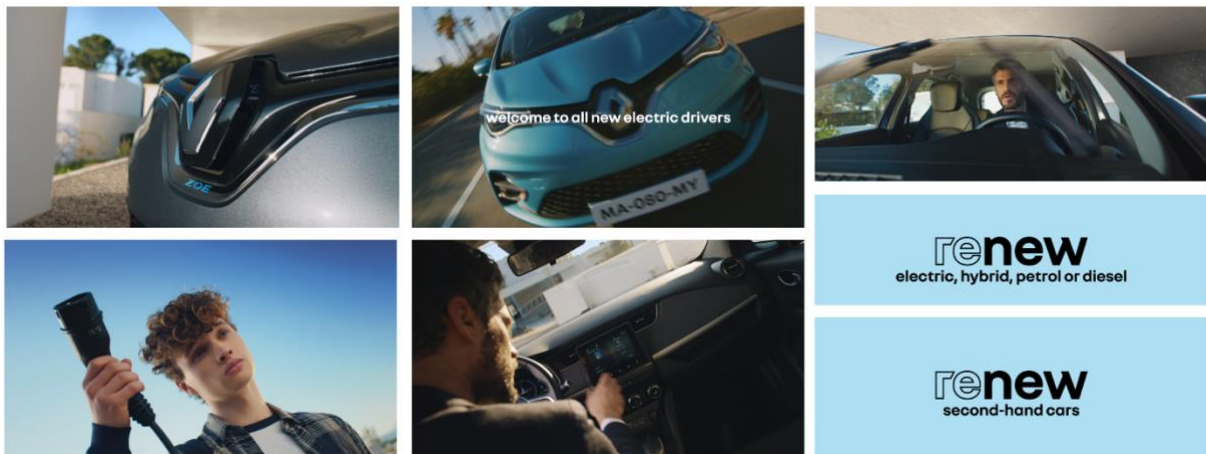 ZOE
welcome to all new electric drivers
MA-080-MY
renew
electric, hybrid, petrol or diesel
renew
second-hand cars